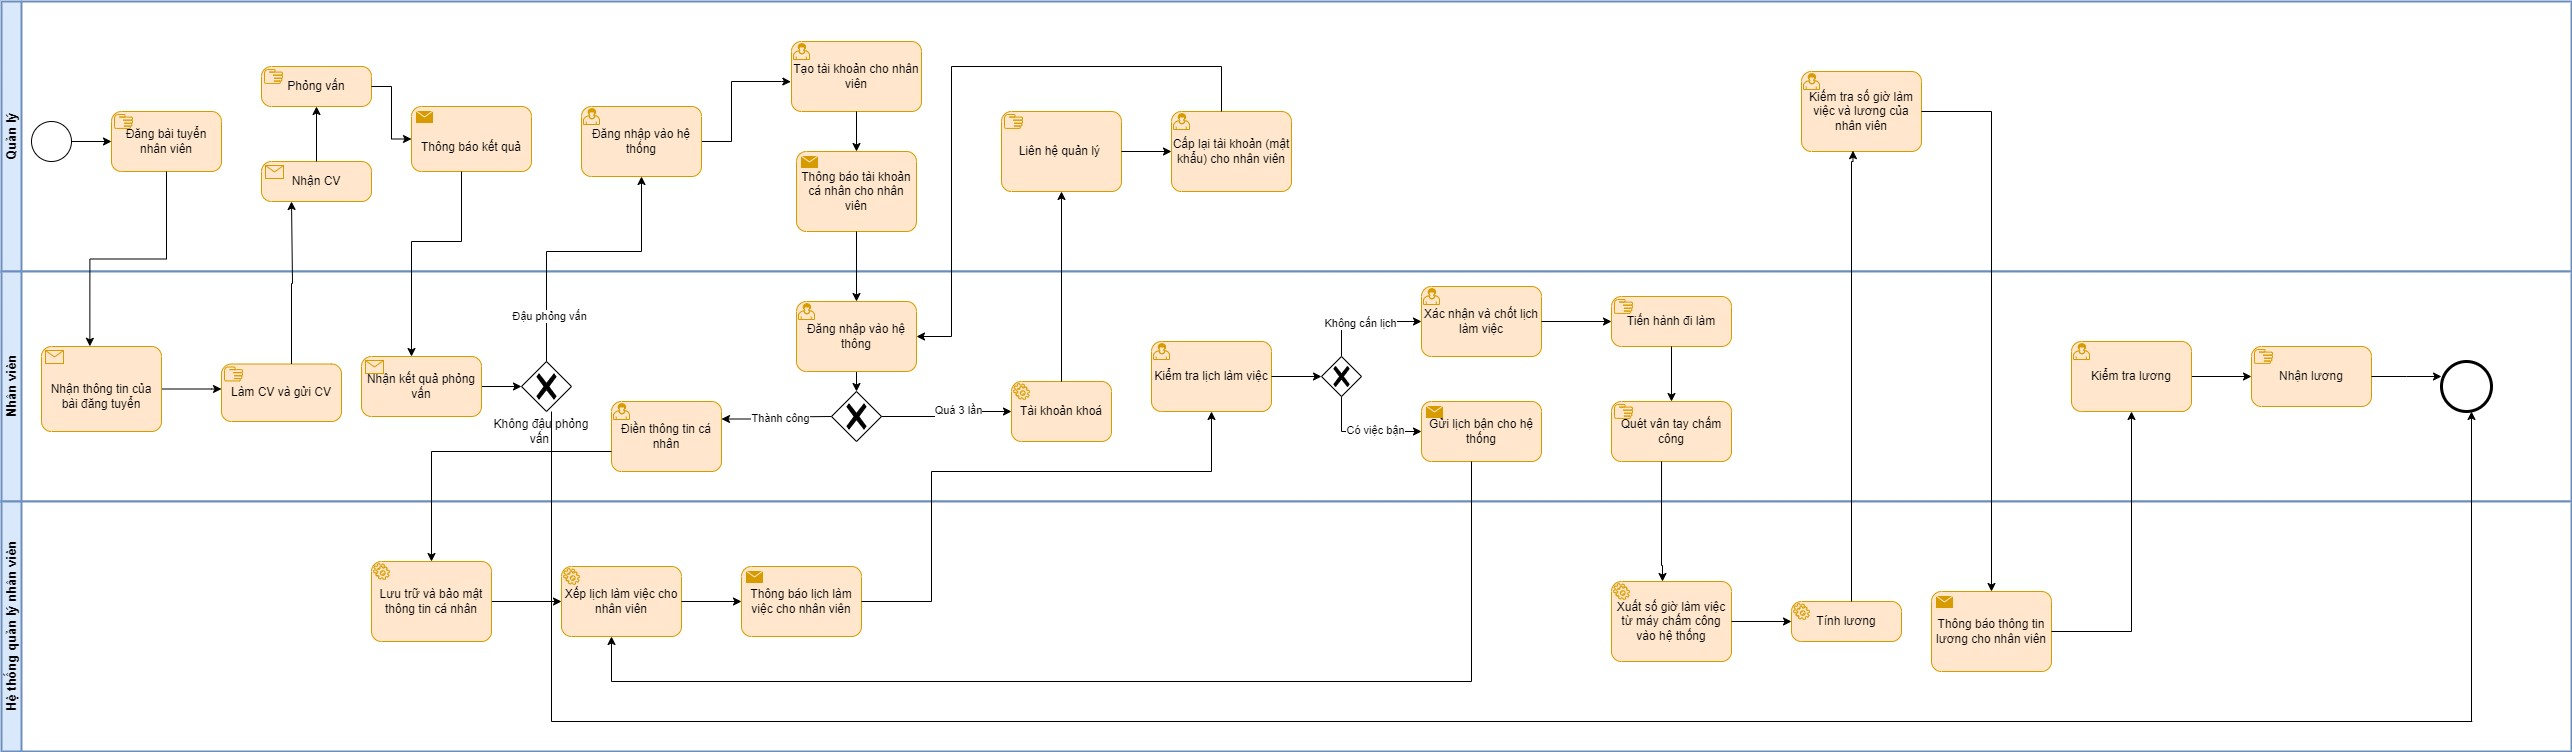 Quản lý
Đăng bài tuyển
nhân viên
Phỏng vấn
Nhận CV
Thông báo kết quả
Đăng nhập vào hệ
thống
Tạo tài khoản cho nhân
viên
Thông báo tài khoản
cá nhân cho nhân
viên
Liên hệ quản lý
Cấp lại tài khoản (mật
khẩu) cho nhân viên
Kiểm tra số giờ làm
việc và lương của
nhân viên
Nhân viên
Nhận thông tin của
bài đăng tuyển
Làm CV và gửi CV
Nhận kết quả phỏng
vấn
Đậu phỏng vấn
Không đậu phỏng
vấn
Đăng nhập vào hệ
thống
Thành công
Quá 3 lần
Điền thông tin cá
nhân
Tài khoản khoá
Kiểm tra lịch làm việc
Không cấn lịch
Có việc bận
Xác nhận và chốt lịch
làm việc
Gửi lịch bận cho hệ
thống
Tiến hành đi làm
Quét vân tay chấm
công
Kiểm tra lương
Nhận lương
Hệ thống quản lý nhân viên
Lưu trữ và bảo mật
thông tin cá nhân
Xếp lịch làm việc cho
nhân viên
Thông báo lịch làm
việc cho nhân viên
Xuất số giờ làm việc
từ máy chấm công
vào hệ thống
Tính lương
Thông báo thông tin
lương cho nhân viên